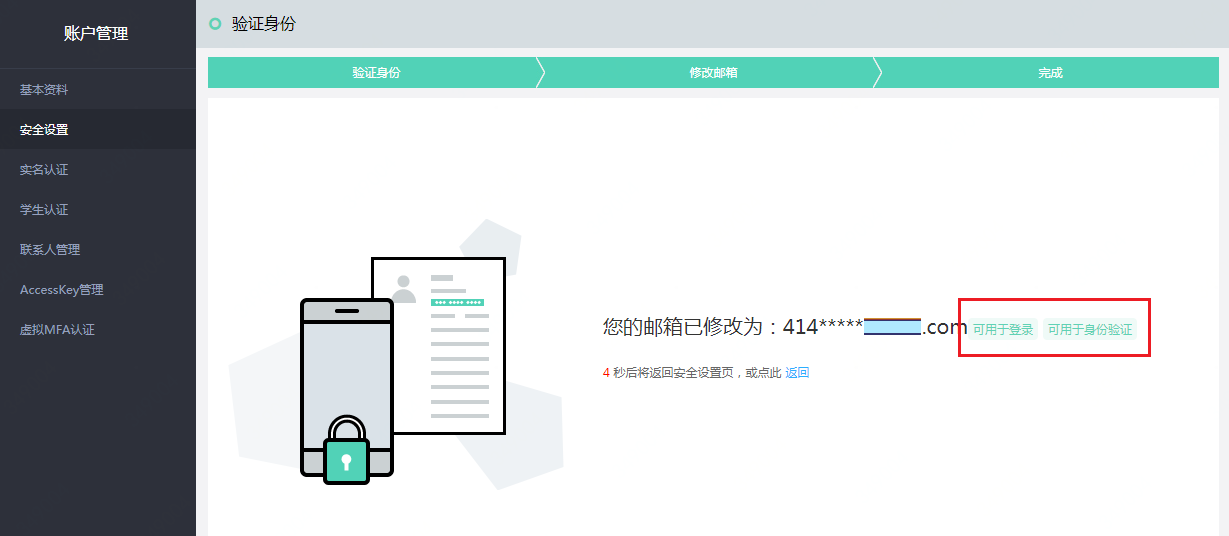 账户管理
基本资料
安全设置
实名认证
学生认证
联系人管理
AccessKey管理
虚拟MFA认证
验证身份
验证身份
修改邮箱
完成
您的邮箱已修改为：414*****.com 可用于登录 可用于身份验证
4 秒后将返回安全设置页，或点此 返回